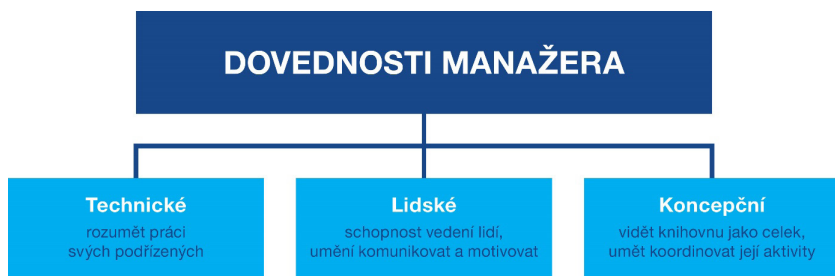 DOVEDNOSTI MANAŽERA
Technické
rozumět práci
svých podřízených
Lidské
schopnost vedení lidí,
umění komunikovat a motivovat
Koncepční
vidět knihovnu jako celek,
umět koordinovat její aktivity